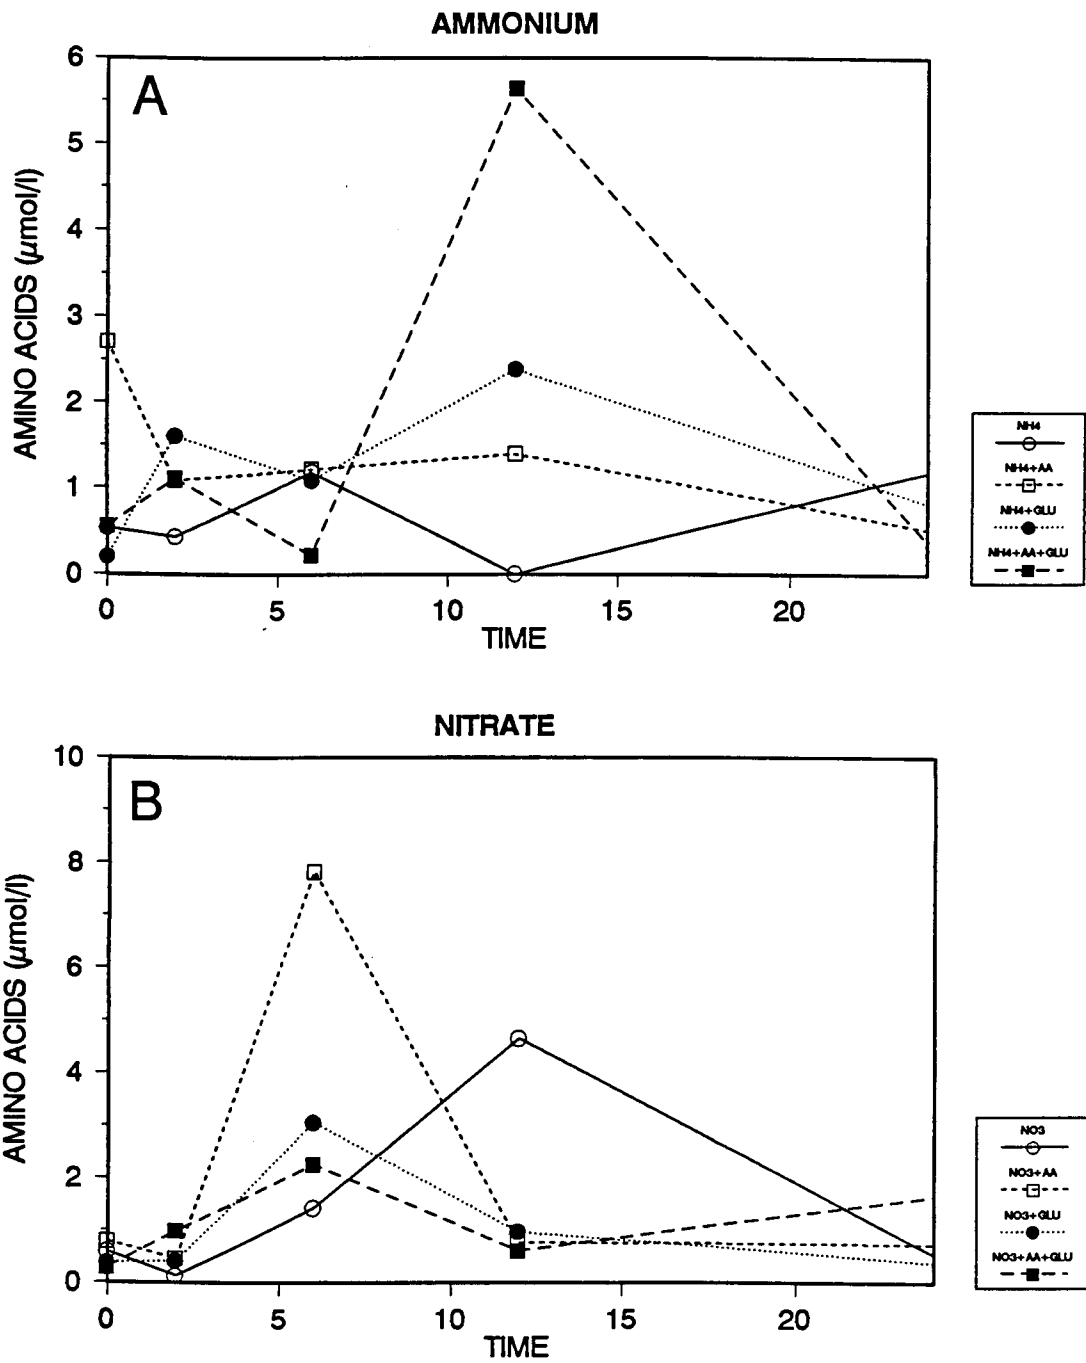 AMMONIUM
A
6
5
4
3
2
1
0
AMINO ACIDS (µmol/l)
0 5 10 15 20
TIME
NH4
NH4+AA
NH4+GLU
NH4+AA+GLU
NITRATE
B
10
8
6
4
2
0
AMINO ACIDS (µmol/l)
0 5 10 15 20
TIME
NO3
NO3+AA
NO3+GLU
NO3+AA+GLU